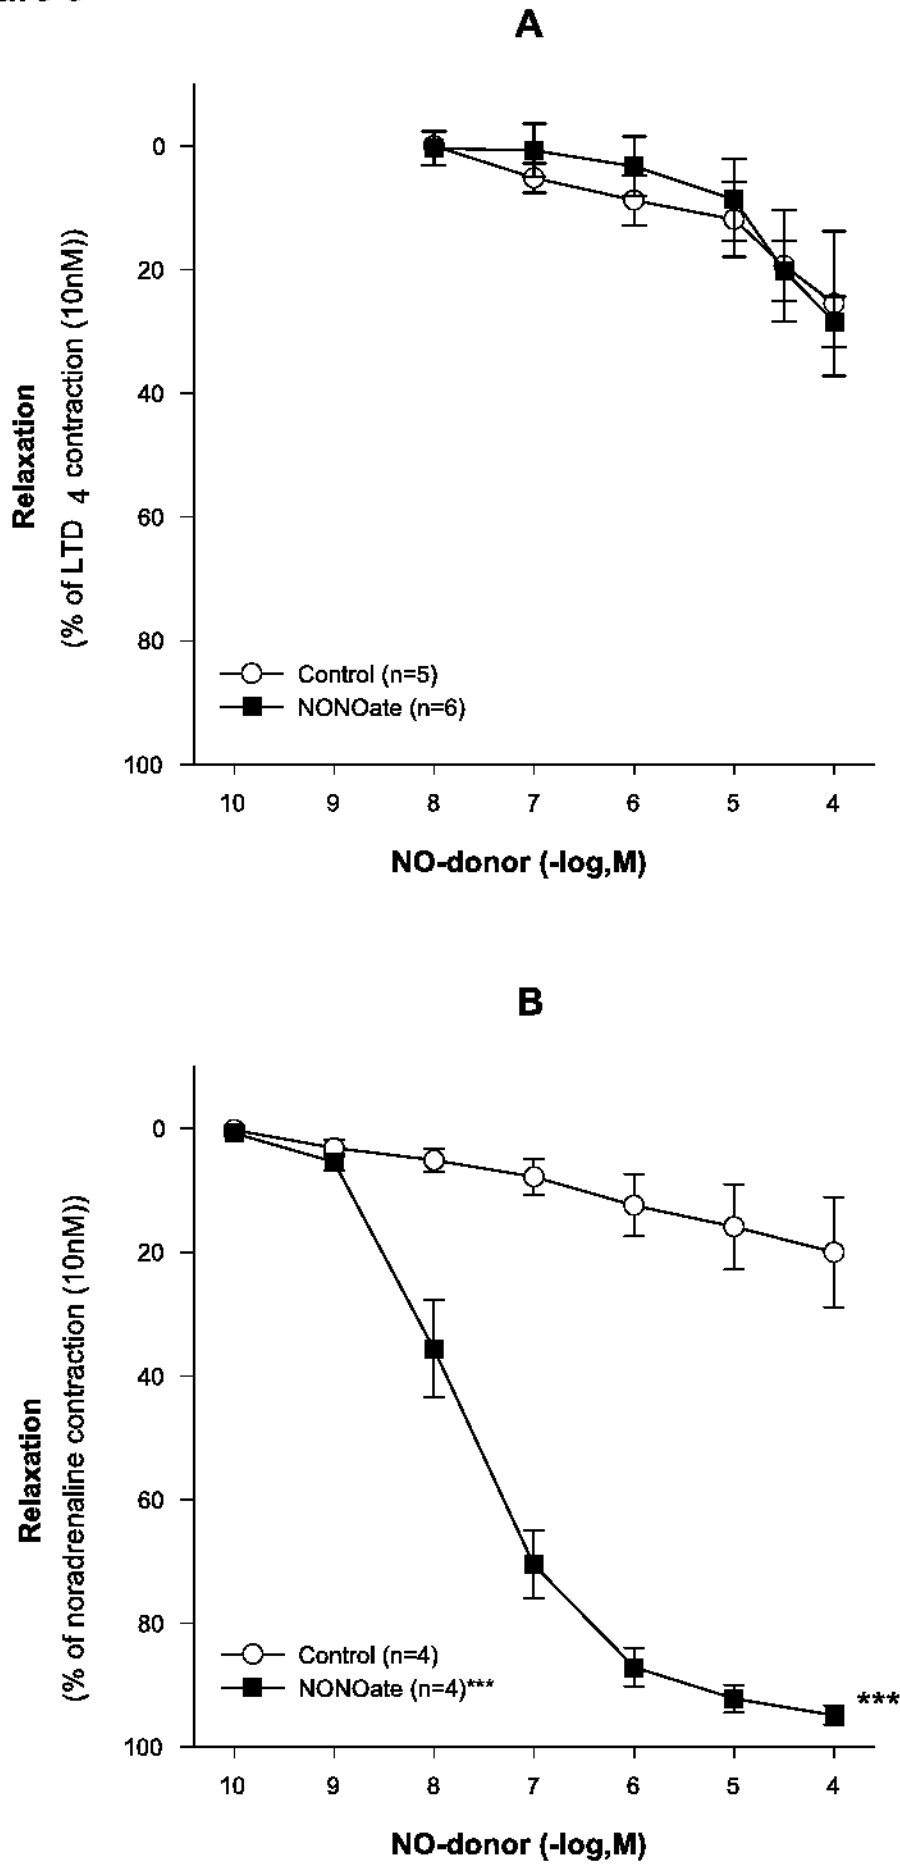 A
0
20
40
60
80
100
Relaxation
(% of LTD 4 contraction (10nM))
Control (n=5)
NONOate (n=6)
10 9 8 7 6 5 4
NO-donor (-log,M)
B
0
20
40
60
80
100
Relaxation
(% of noradrenaline contraction (10nM))
Control (n=4)
NONOate (n=4)***
***
10 9 8 7 6 5 4
NO-donor (-log,M)